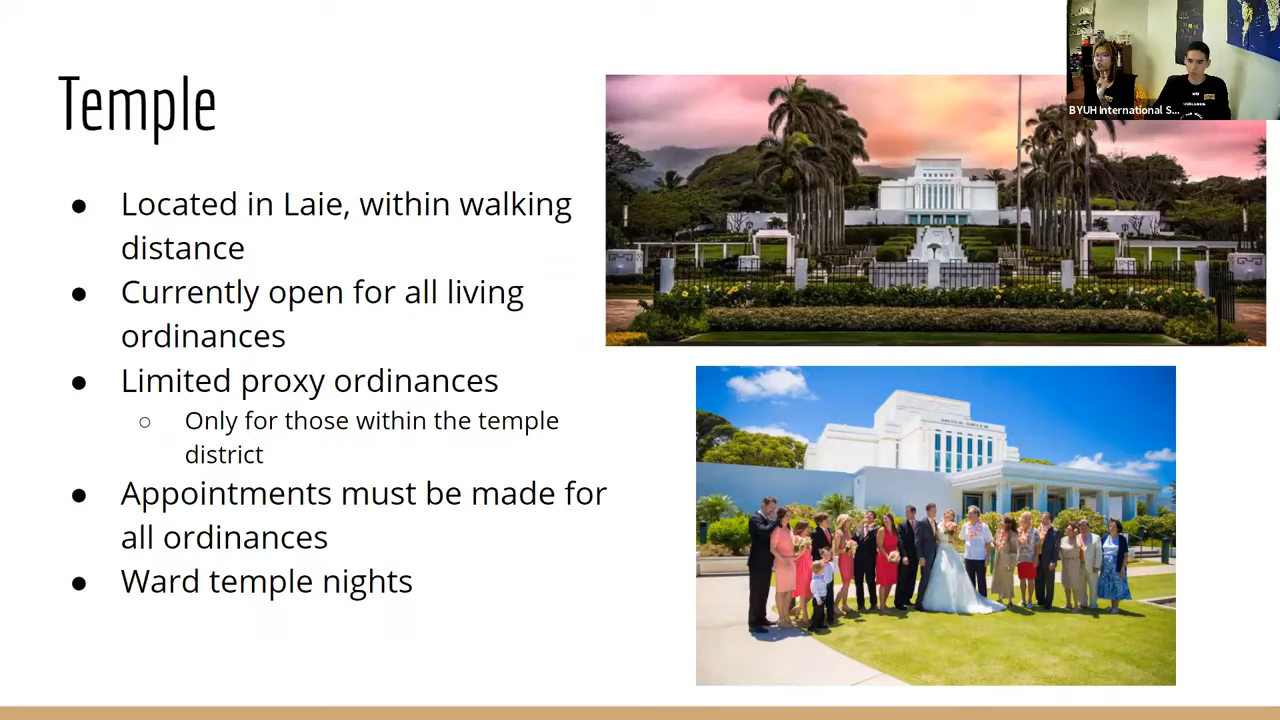 Temple
● Located in Laie, within walking
distance
● Currently open for all living
ordinances
● Limited proxy ordinances
○ Only for those within the temple
district
● Appointments must be made for
all ordinances
● Ward temple nights
BYUH International S...